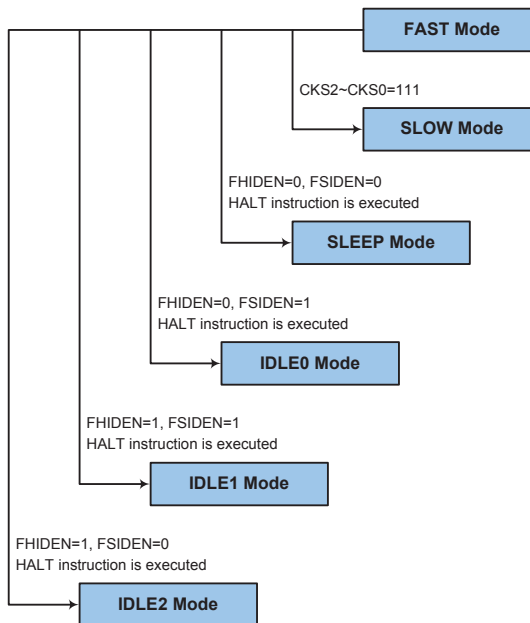 FAST Mode
CKS2~CKS0=111
SLOW Mode
FHIDEN=0, FSIDEN=0
HALT instruction is executed
SLEEP Mode
FHIDEN=0, FSIDEN=1
HALT instruction is executed
IDLE0 Mode
FHIDEN=1, FSIDEN=1
HALT instruction is executed
IDLE1 Mode
FHIDEN=1, FSIDEN=0
HALT instruction is executed
IDLE2 Mode